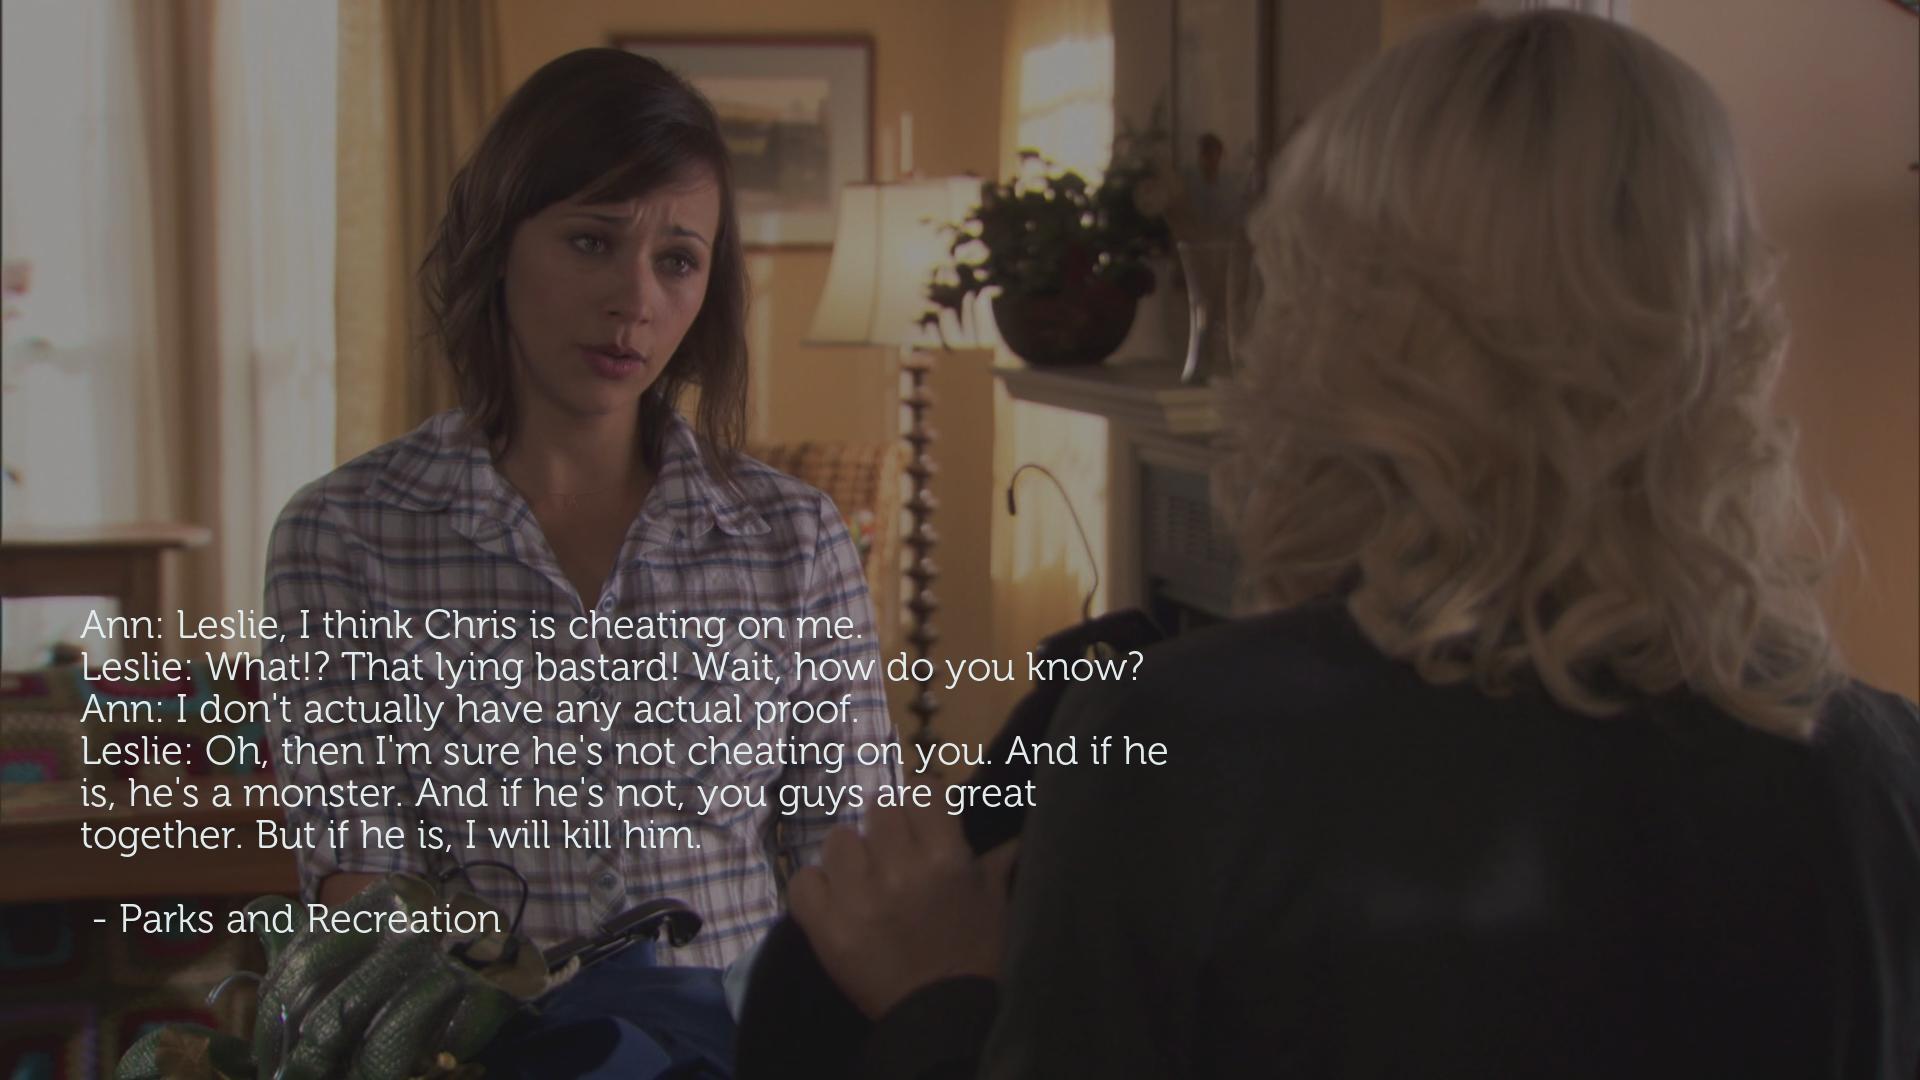 Ann: Leslie, I think Chris is cheating on me.
Leslie: What!? That lying bastard! Wait, how do you know?
Ann: I don't actually have any actual proof.
Leslie: Oh, then I'm sure he's not cheating on you. And if he
is, he's a monster. And if he's not, you guys are great
together. But if he is, I will kill him.
- Parks and Recreation